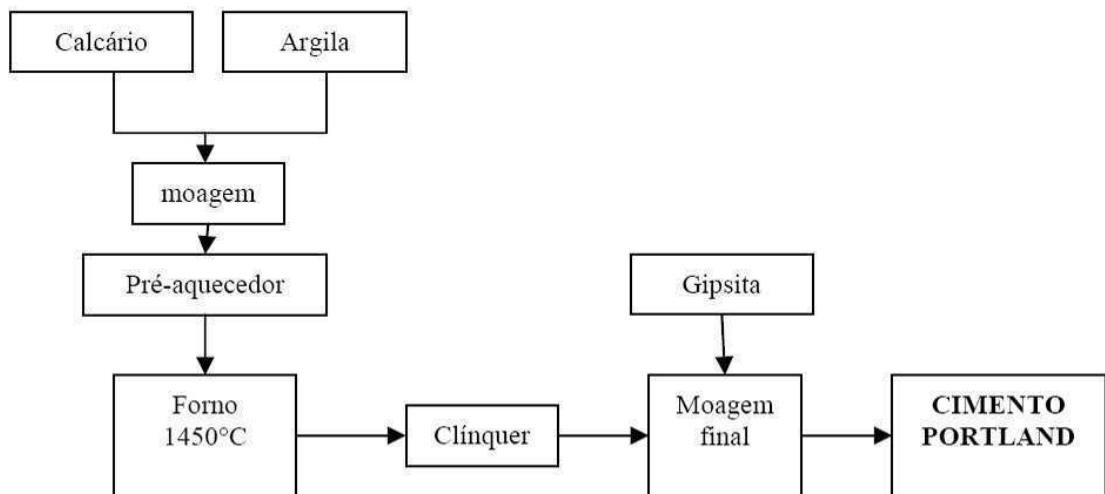 Calcário
Argila
moagem
Pré-aquecedor
Gipsita
Forno
1450°C
Clínquer
Moagem
final
CIMENTO
PORTLAND